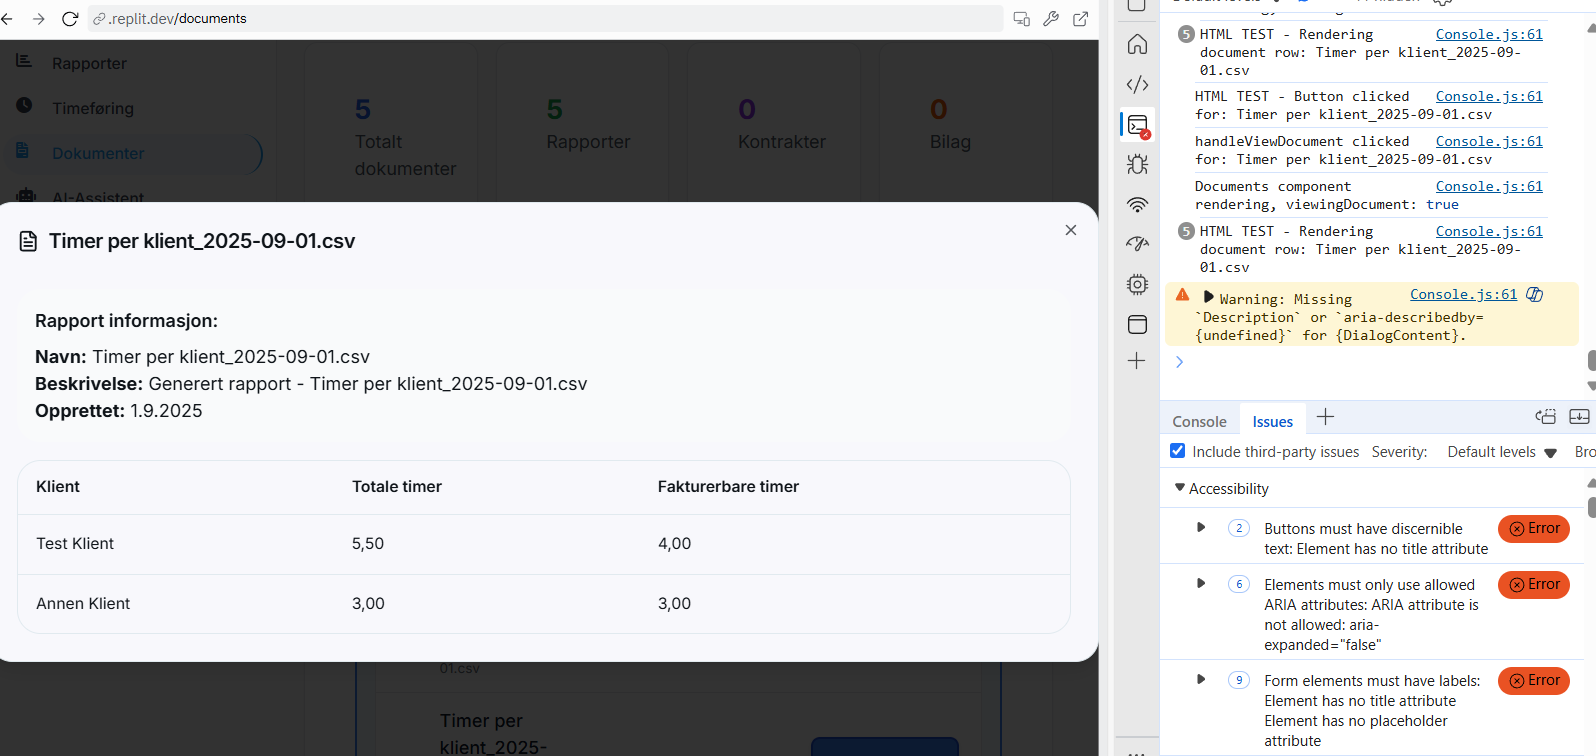 .replit.dev/documents
Rapporter
Timeføring
Dokumenter
AI-Assistent
5
Totalt
dokumenter
5
Rapporter
0
Kontrakter
0
Bilag
Timer per klient_2025-09-01.csv
Rapport informasjon:
Navn: Timer per klient_2025-09-01.csv
Beskrivelse: Generert rapport - Timer per klient_2025-09-01.csv
Opprettet: 1.9.2025
Klient Totale timer Fakturerbare timer
Test Klient 5,50 4,00
Annen Klient 3,00 3,00
01.csv
Timer per
klient_2025-
5 HTML TEST - Rendering Console.js:61
document row: Timer per klient_2025-09-
01.csv
HTML TEST - Button clicked Console.js:61
for: Timer per klient_2025-09-01.csv
handleViewDocument clicked Console.js:61
for: Timer per klient_2025-09-01.csv
Documents component Console.js:61
rendering, viewingDocument: true
5 HTML TEST - Rendering Console.js:61
document row: Timer per klient_2025-09-
01.csv
Warning: Missing Console.js:61
`Description` or `aria-describedby=
{undefined}` for {DialogContent}.
Console Issues
Include third-party issues Severity: Default levels Bro
Accessibility
2 Buttons must have discernible Error
text: Element has no title attribute
6 Elements must only use allowed Error
ARIA attributes: ARIA attribute is
not allowed: aria-
expanded="false"
9 Form elements must have labels: Error
Element has no title attribute
Element has no placeholder
attribute